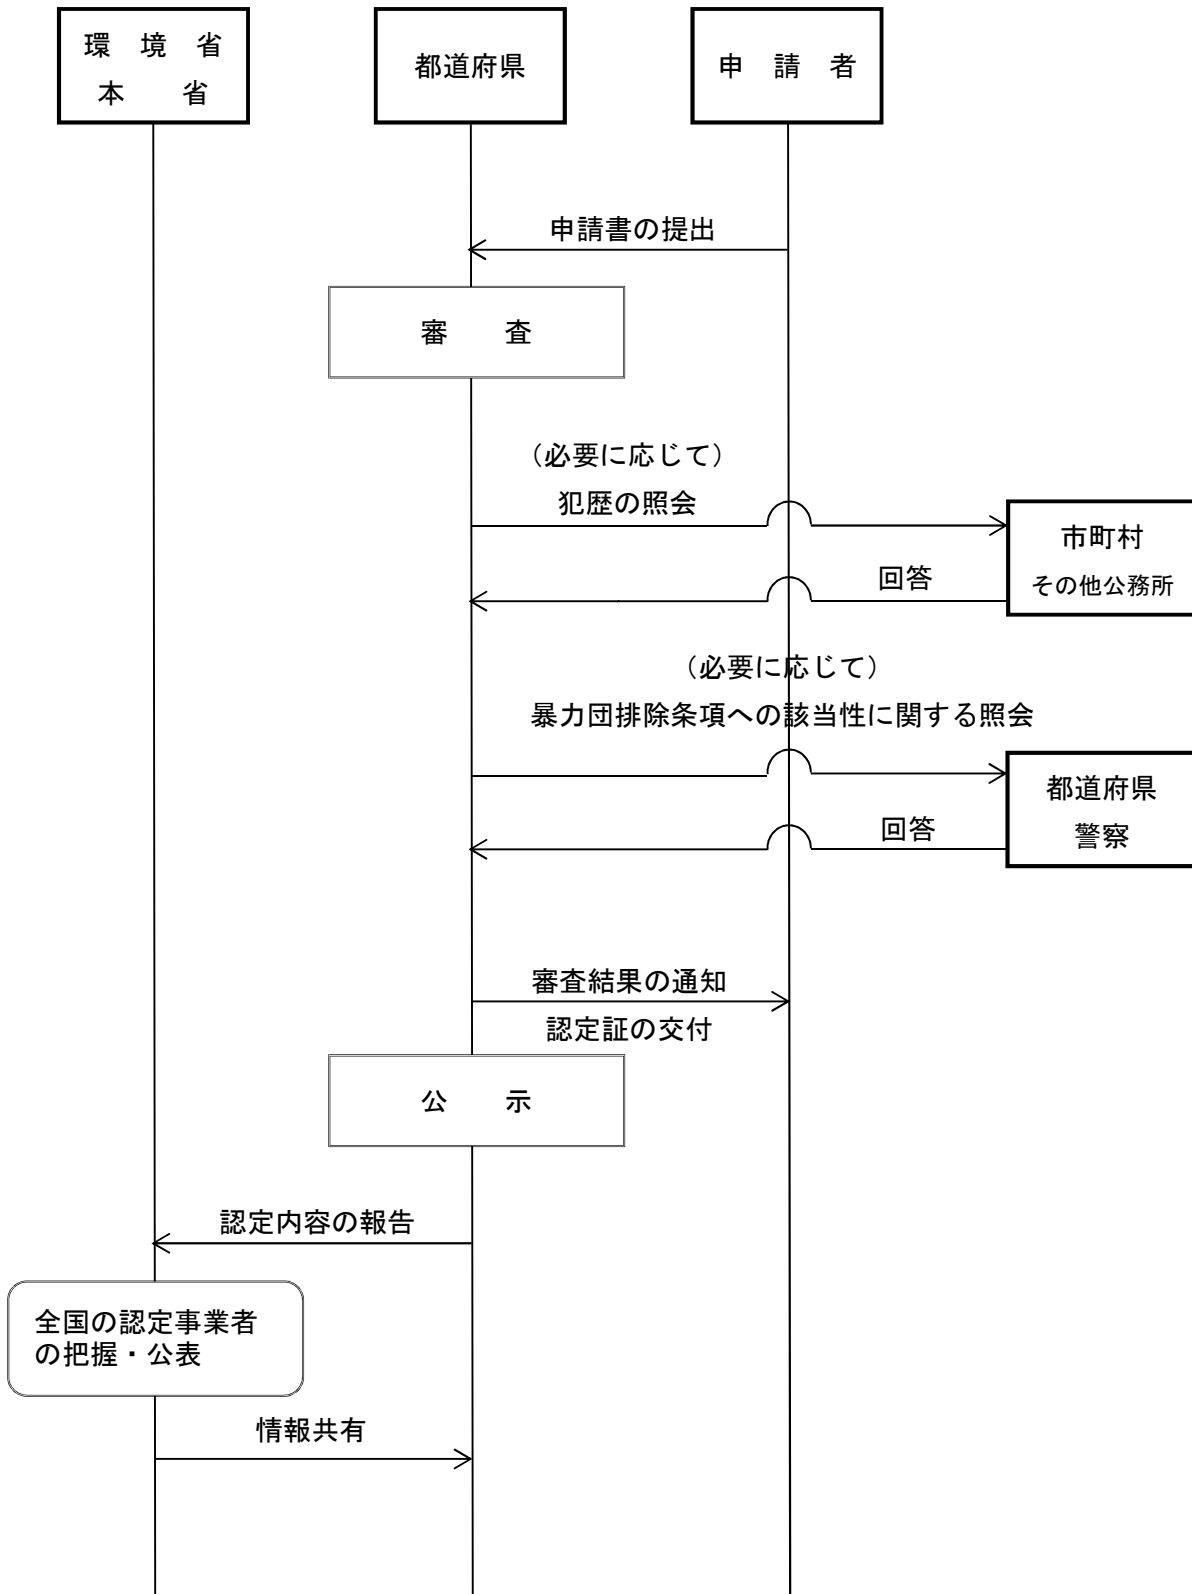 環　境　省
本　　省
都道府県
申　請　者
申請書の提出
審　　査
（必要に応じて）
犯歴の照会
市町村
その他公務所
回答
（必要に応じて）
暴力団排除条項への該当性に関する照会
都道府県
警察
回答
審査結果の通知
認定証の交付
公　　示
認定内容の報告
全国の認定事業者
の把握・公表
情報共有